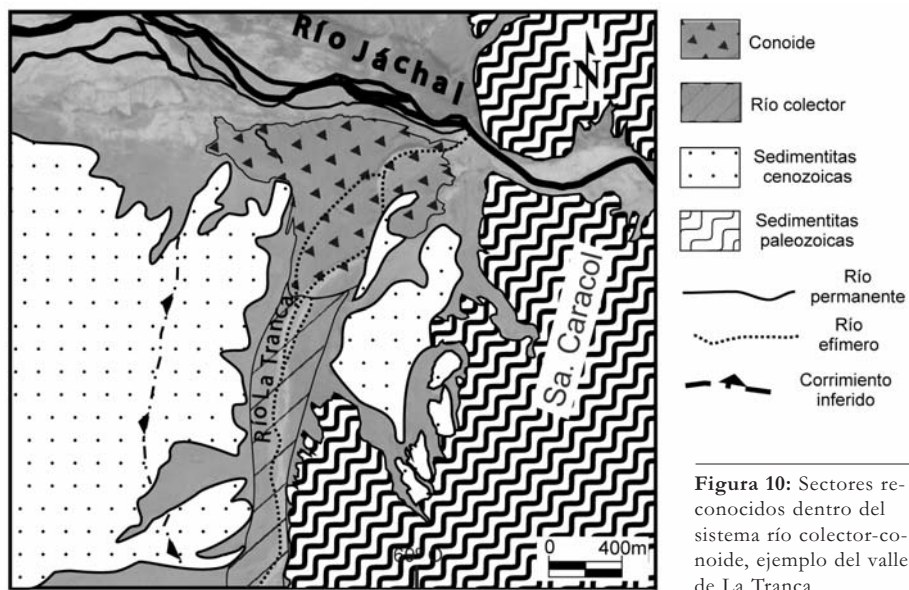 Río Jáchal
N
Río La Tranca
Sa. Caracol
0 400m
Conoide
Río colector
Sedimentitas
cenozoicas
Sedimentitas
paleozoicas
Río
permanente
Río
efímero
Corrimiento
inferido
Figura 10: Sectores re-
conocidos dentro del
sistema río colector-co-
noide, ejemplo del valle
de La Tranca